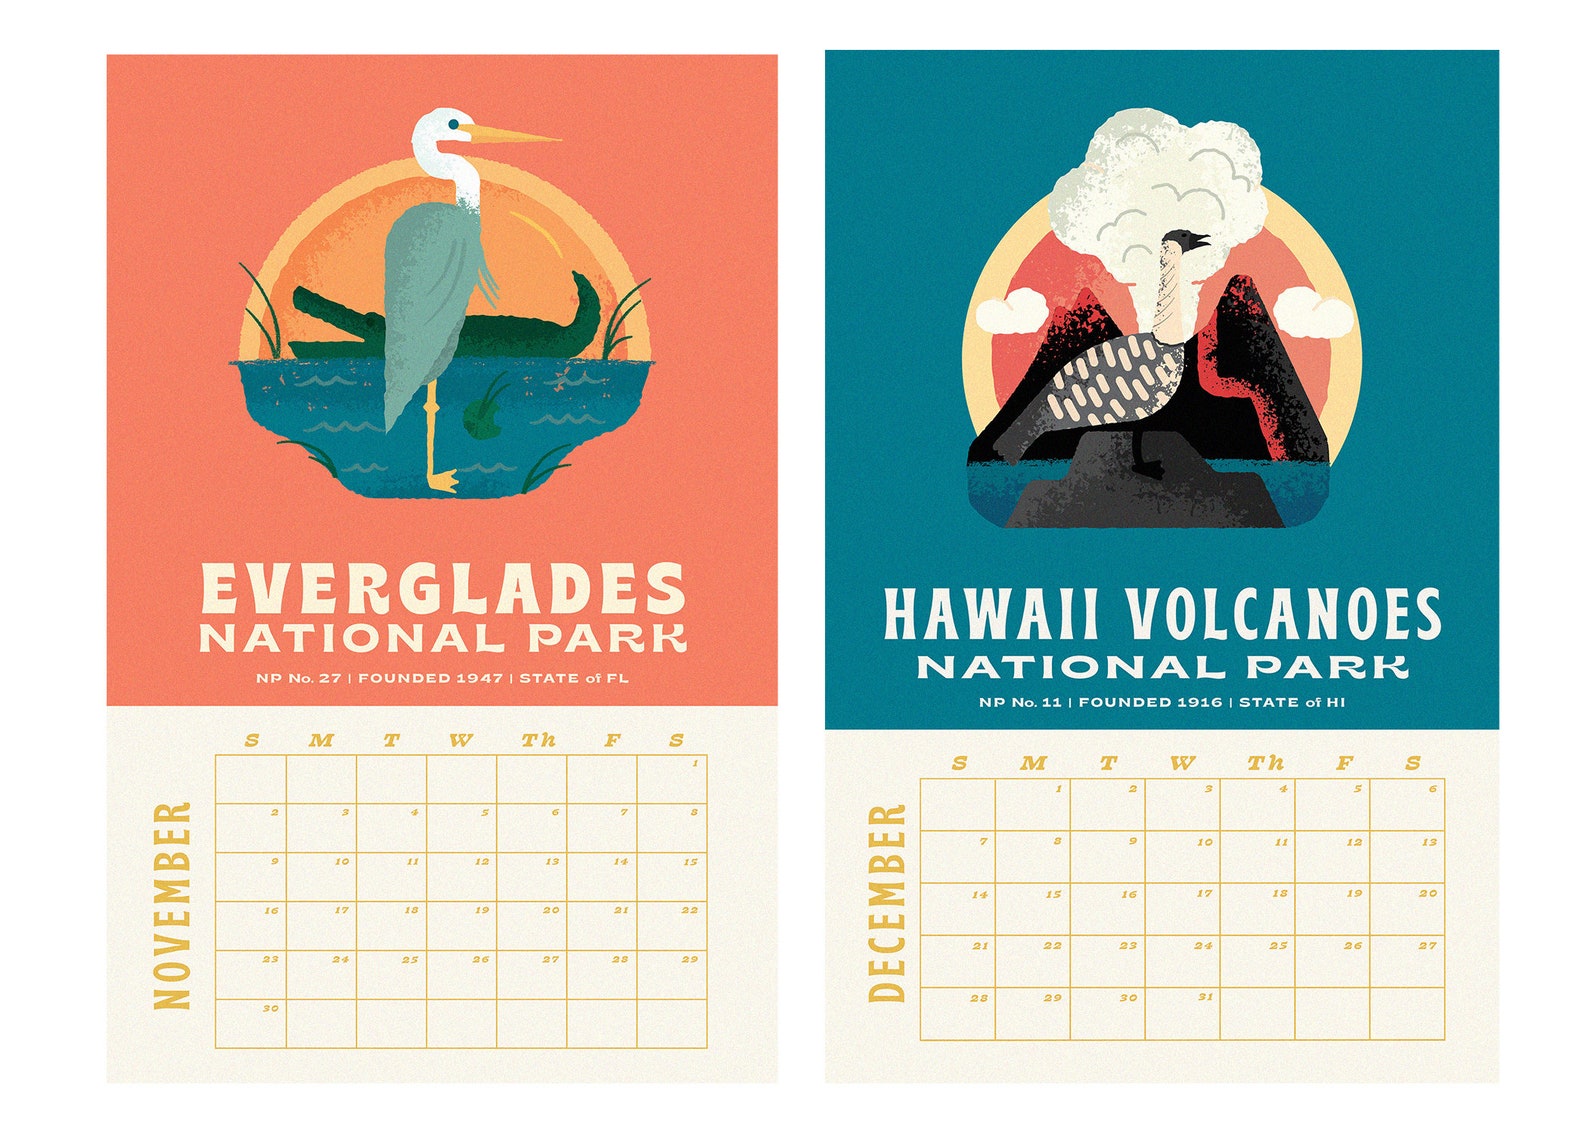 EVERGLADES
NATIONAL PARK
NP No. 27 | FOUNDED 1947 | STATE of FL
NOVEMBER
S M T W Th F S
1
2 3 4 5 6 7 8
9 10 11 12 13 14 15
16 17 18 19 20 21 22
23 24 25 26 27 28 29
30
HAWAII VOLCANOES
NATIONAL PARK
NP No. 11 | FOUNDED 1916 | STATE of HI
DECEMBER
S M T W Th F S
1 2 3 4 5 6
7 8 9 10 11 12 13
14 15 16 17 18 19 20
21 22 23 24 25 26 27
28 29 30 31